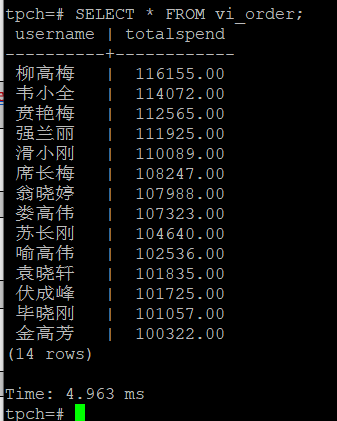 tpch=# SELECT * FROM vi_order;
username | totalspend
----------+------------
柳高梅 | 116155.00
韦小全 | 114072.00
贲艳梅 | 112565.00
强兰丽 | 111925.00
滑小刚 | 110089.00
席长梅 | 108247.00
翁晓婷 | 107988.00
娄高伟 | 107323.00
苏长刚 | 104640.00
喻高伟 | 102536.00
袁晓轩 | 101835.00
伏成峰 | 101725.00
毕晓刚 | 101057.00
金高芳 | 100322.00
(14 rows)
Time: 4.963 ms
tpch=#